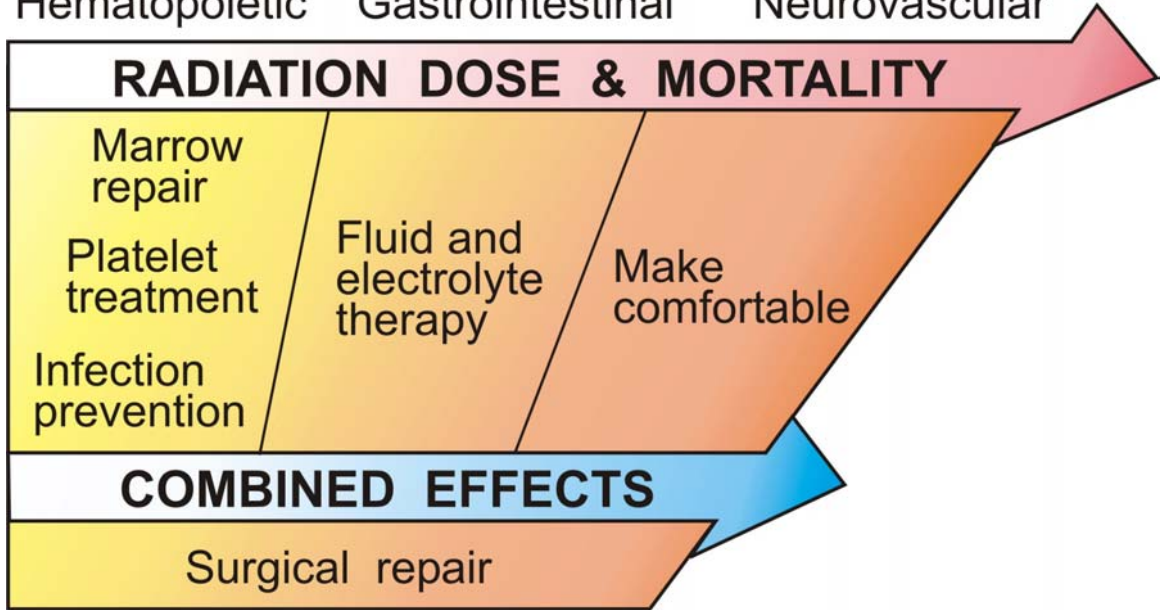 Hematopoietic Gastrointestinal Neurovascular
RADIATION DOSE & MORTALITY
Marrow
repair
Platelet
treatment
Infection
prevention
Fluid and
electrolyte
therapy
Make
comfortable
COMBINED EFFECTS
Surgical repair